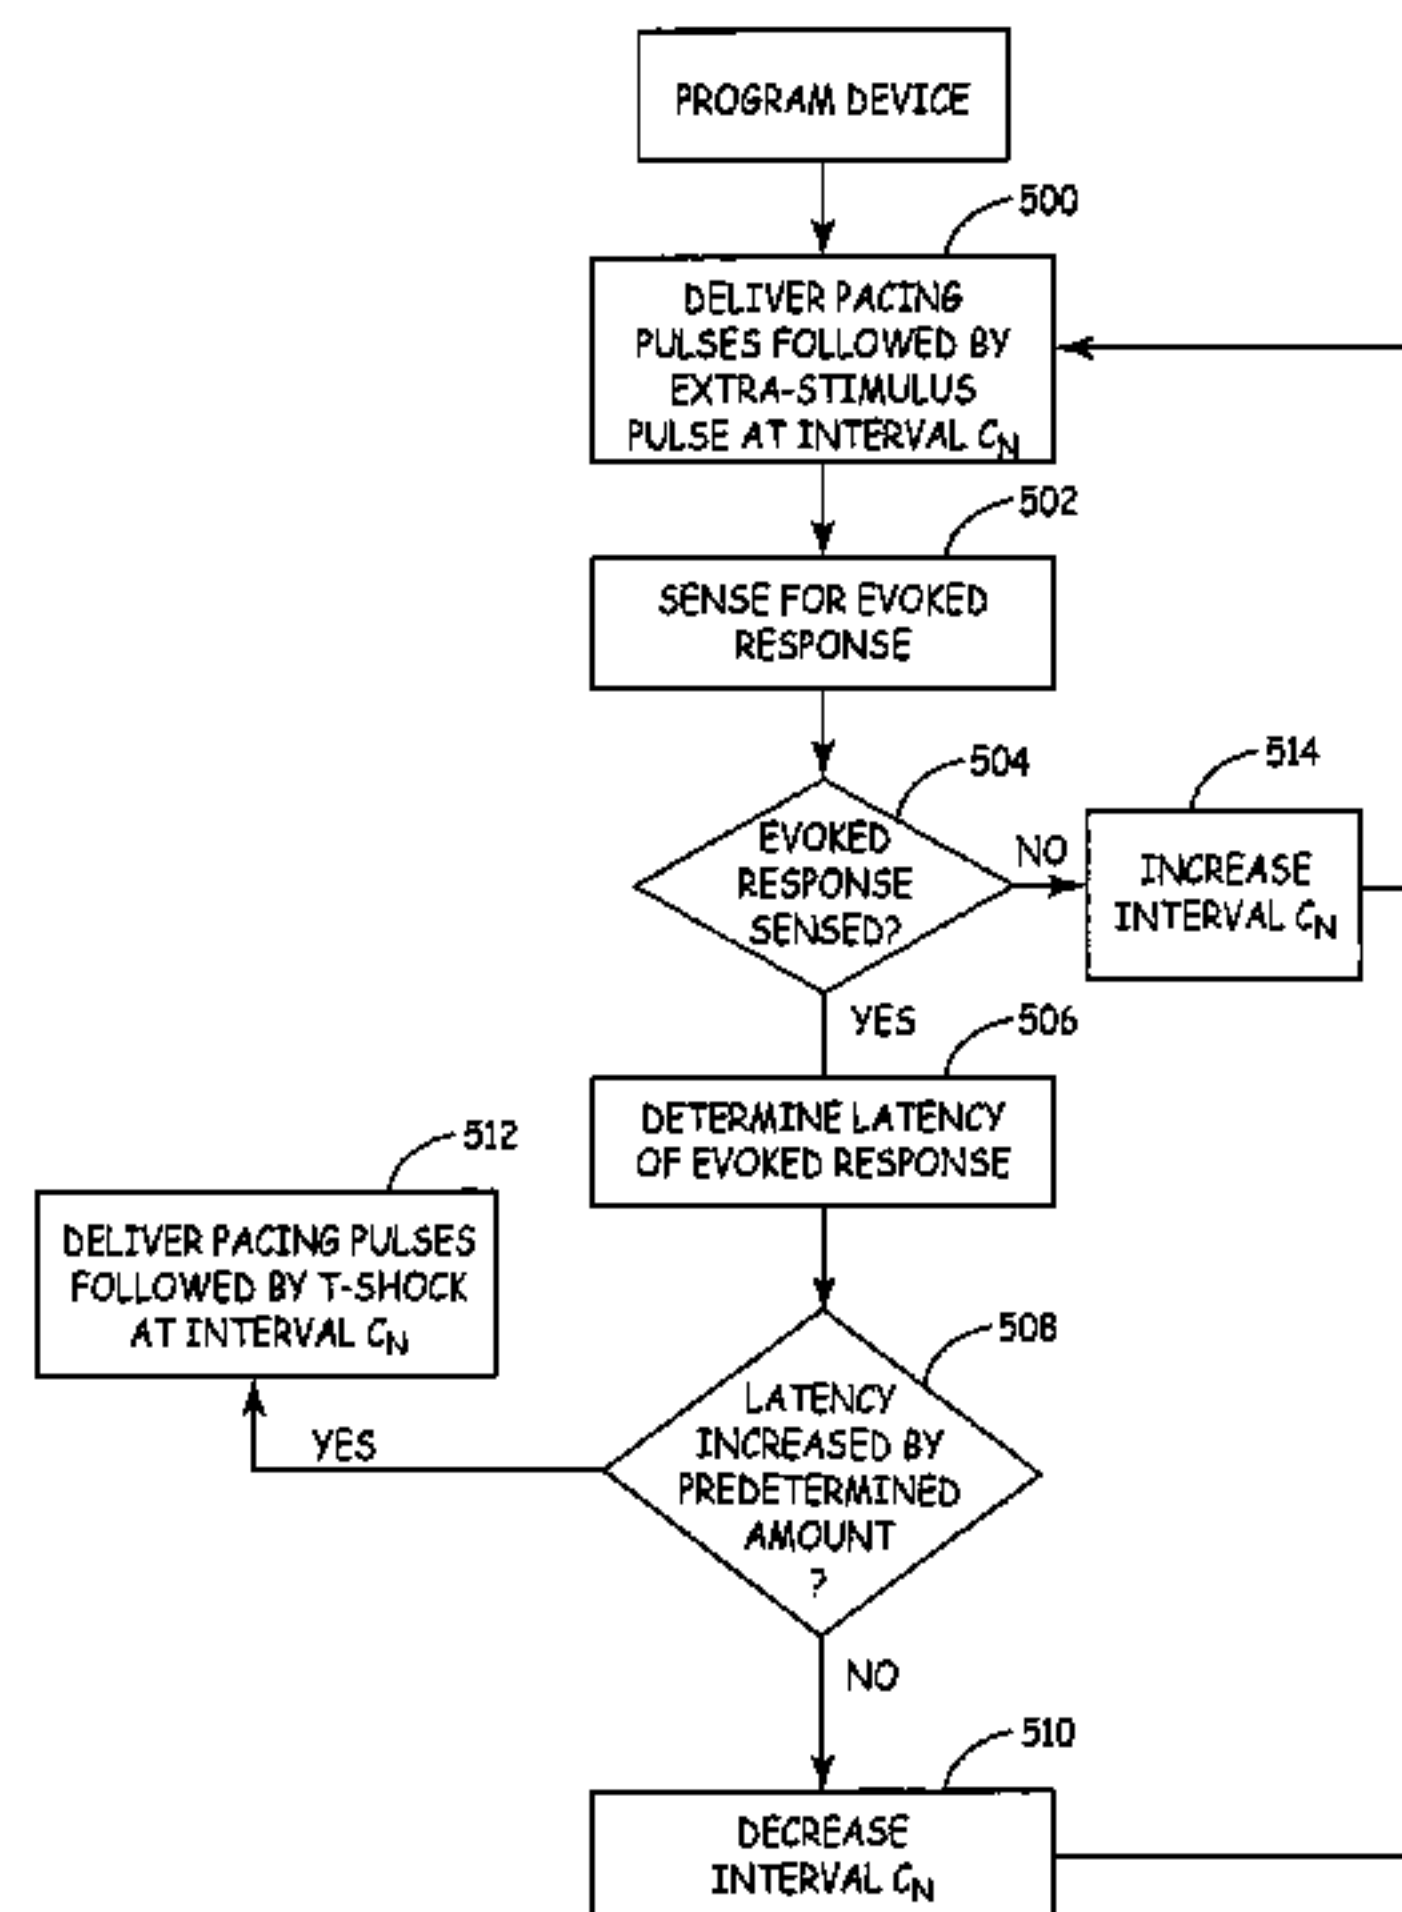 PROGRAM DEVICE
500
DELIVER PACING
PULSES FOLLOWED BY
EXTRA-STIMULUS
PULSE AT INTERVAL CN
502
SENSE FOR EVOKED
RESPONSE
504
EVOKED
RESPONSE
SENSED?
NO
514
INCREASE
INTERVAL CN
YES
506
DETERMINE LATENCY
OF EVOKED RESPONSE
512
DELIVER PACING PULSES
FOLLOWED BY T-SHOCK
AT INTERVAL CN
508
LATENCY
INCREASED BY
PREDETERMINED
AMOUNT
?
YES
NO
510
DECREASE
INTERVAL CN